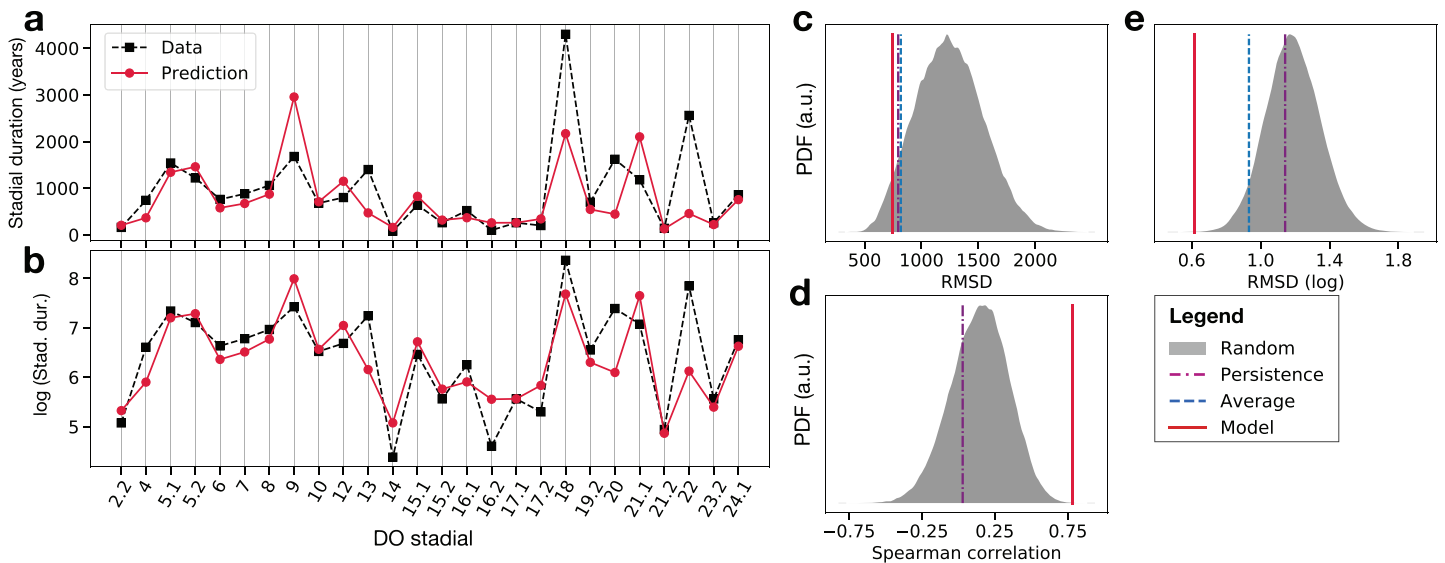 a
Stadial duration (years)
4000
3000
2000
1000
0
Data
Prediction
b
log (Stad. dur.)
8
7
6
5
2.2 4 5.1 5.2 6 7 8 9 10 12 13 14 15.1 15.2 16.1 16.2 17.1 17.2 18 19.2 20 21.1 21.2 22 23.2 24.1
DO stadial
c
PDF (a.u.)
500 1000 1500 2000
RMSD
d
PDF (a.u.)
−0.75 −0.25 0.25 0.75
Spearman correlation
e
0.6 1.0 1.4 1.8
RMSD (log)
Legend
Random
Persistence
Average
Model